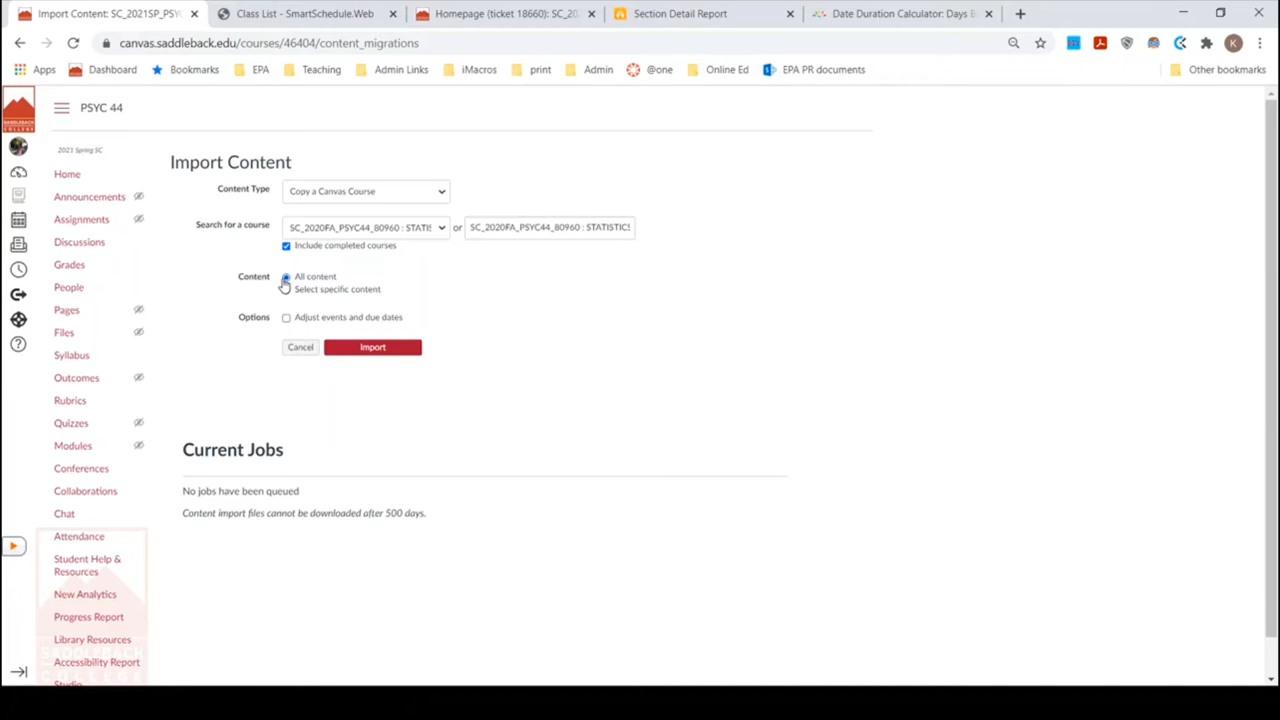 Import Content: SC_2021SP_PSYC
Class List - SmartSchedule.Web
Homepage (ticket 18660): SC_20
Section Detail Report
Date Duration Calculator: Days B
canvas.saddleback.edu/courses/46404/content_migrations
K
Apps
Dashboard
Bookmarks
EPA
Teaching
Admin Links
iMacros
print
Admin
@one
Online Ed
EPA PR documents
Other bookmarks
PSYC 44
2021 Spring SC
Home
Announcements
Assignments
Discussions
Grades
People
Pages
Files
Syllabus
Outcomes
Rubrics
Quizzes
Modules
Conferences
Collaborations
Chat
Attendance
Student Help &
Resources
New Analytics
Progress Report
Library Resources
Accessibility Report
Studio
Import Content
Content Type
Copy a Canvas Course
Search for a course
SC_2020FA_PSYC44_80960 : STATIS
or
SC_2020FA_PSYC44_80960 : STATISTICS
Include completed courses
Content
All content
Select specific content
Options
Adjust events and due dates
Cancel
Import
Current Jobs
No jobs have been queued
Content import files cannot be downloaded after 500 days.
SADDLEBACK
COLLEGE